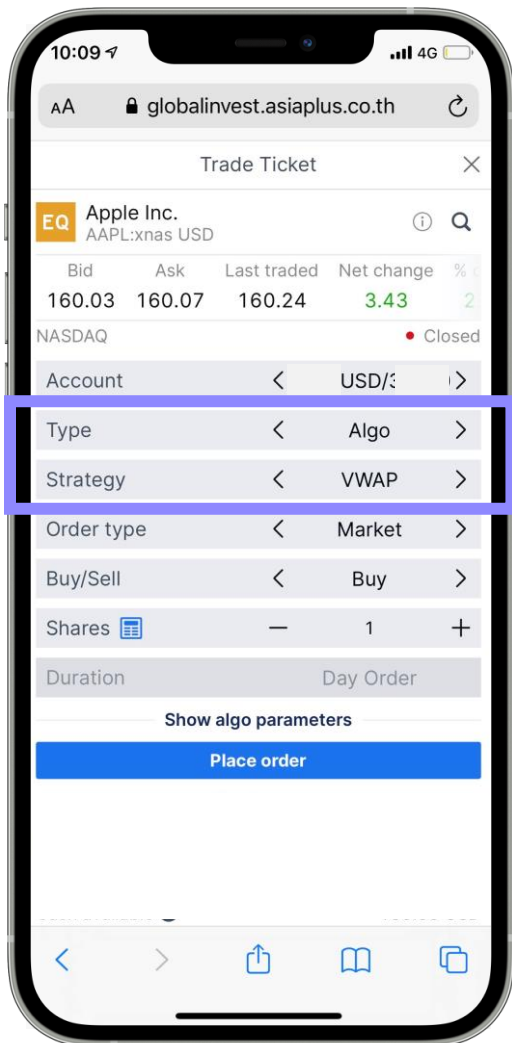 10:09 4G
AA globalinvest.asiaplus.co.th
Trade Ticket
EQ Apple Inc.
AAPL:xnas USD
Bid Ask Last traded Net change %
160.03 160.07 160.24 3.43 2
NASDAQ Closed
Account USD/
Type Algo
Strategy VWAP
Order type Market
Buy/Sell Buy
Shares 1
Duration Day Order
Show algo parameters
Place order